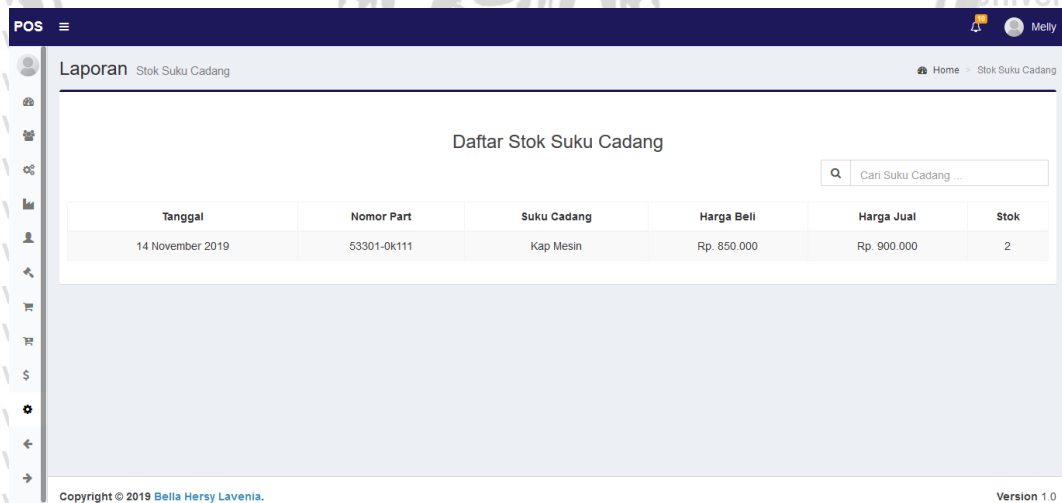 POS
10
Melly
Laporan Stok Suku Cadang
Home > Stok Suku Cadang
Daftar Stok Suku Cadang
Cari Suku Cadang ...
Tanggal Nomor Part Suku Cadang Harga Beli Harga Jual Stok
14 November 2019 53301-0k111 Kap Mesin Rp. 850.000 Rp. 900.000 2
Copyright © 2019 Bella Hersy Lavenia.
Version 1.0